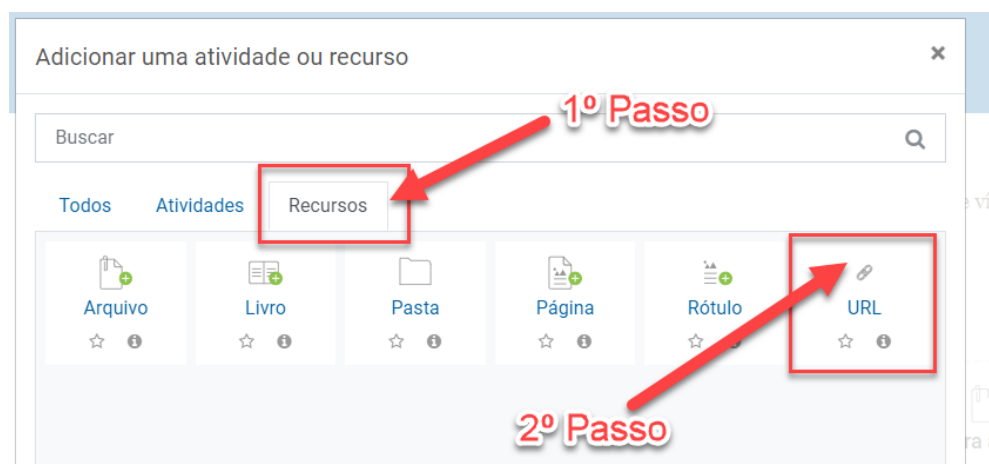 Adicionar uma atividade ou recurso
1º Passo
Buscar
Todos Atividades Recursos
Arquivo Livro Pasta Página Rótulo URL
2º Passo